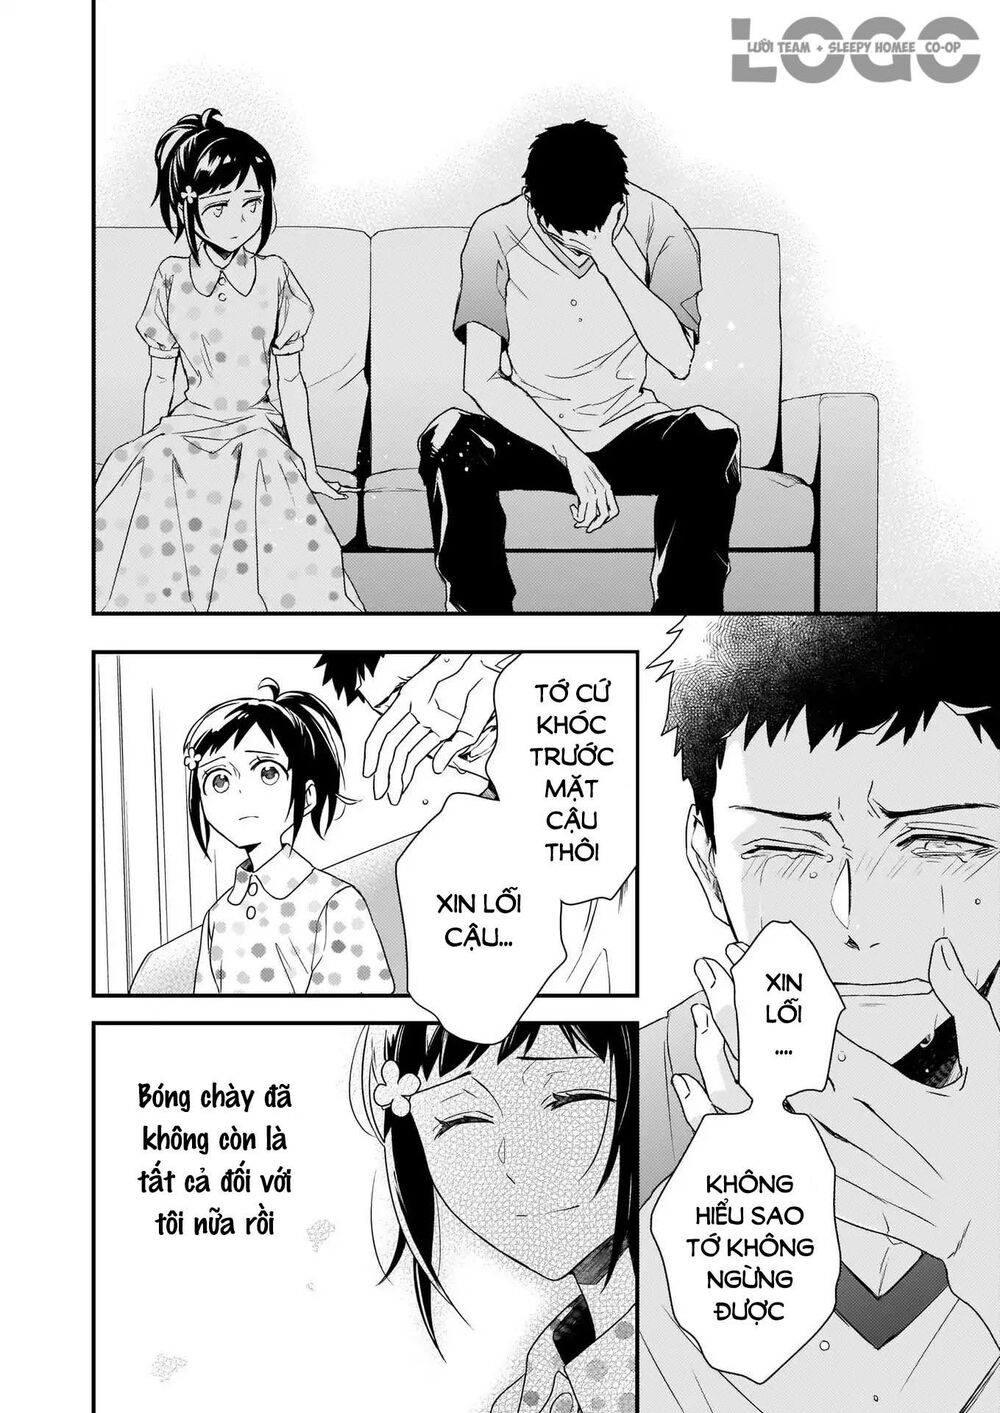 LOGO
LƯỜI TEAM + SLEEPY HOMEE CO-OP
XIN LỖI
....
KHÔNG
HIỂU SAO
TỚ KHÔNG
NGỪNG
ĐƯỢC
TỚ CỨ
KHÓC
TRƯỚC
MẶT
CẬU
THÔI
XIN LỖI
CẬU...
Bóng chày đã
không còn là
tất cả đối với
tôi nữa rồi